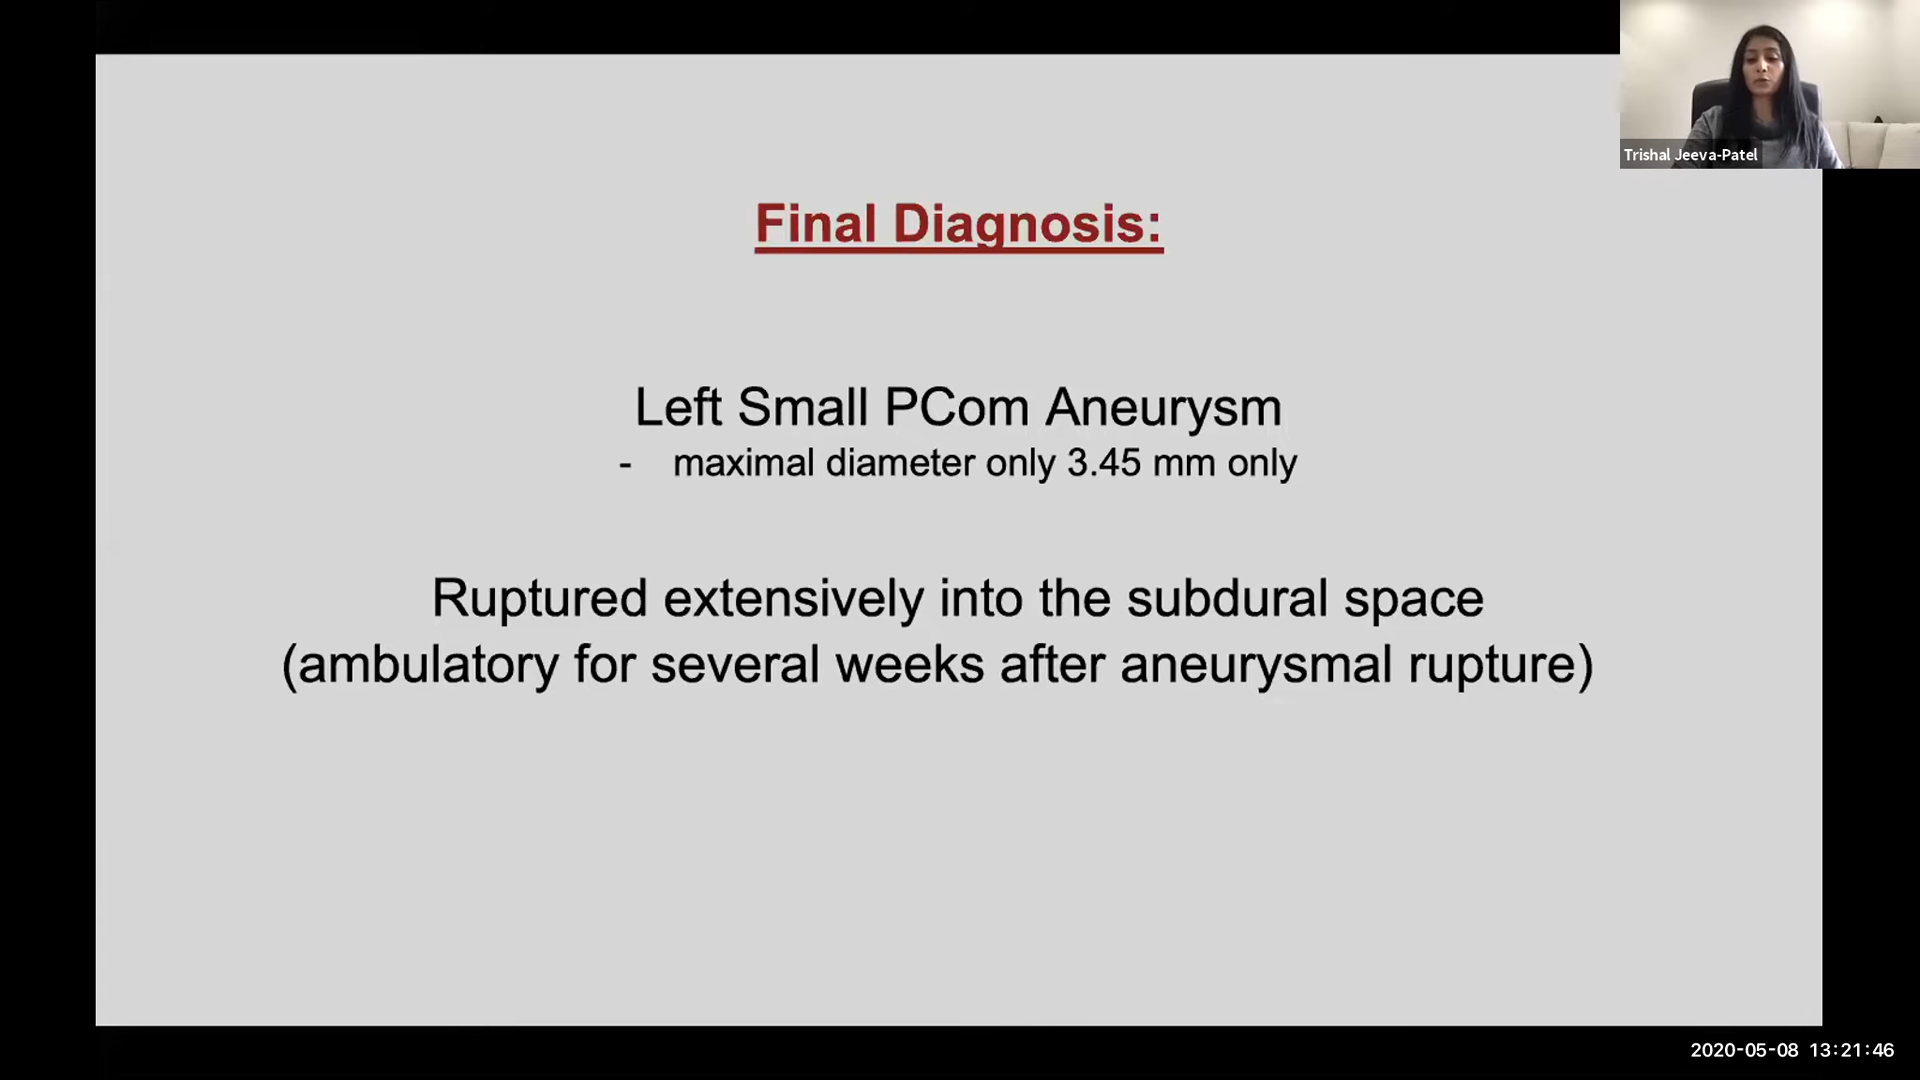 Trishal Jeeva-Patel
Final Diagnosis:
Left Small PCom Aneurysm
- maximal diameter only 3.45 mm only
Ruptured extensively into the subdural space
(ambulatory for several weeks after aneurysmal rupture)
2020-05-08 13:21:46